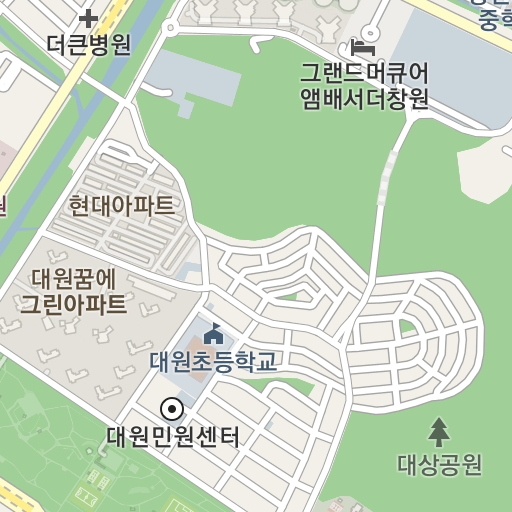 더큰병원
그랜드머큐어
앰배서더창원
현대아파트
대원꿈에
그린아파트
대원초등학교
대원민원센터
대상공원